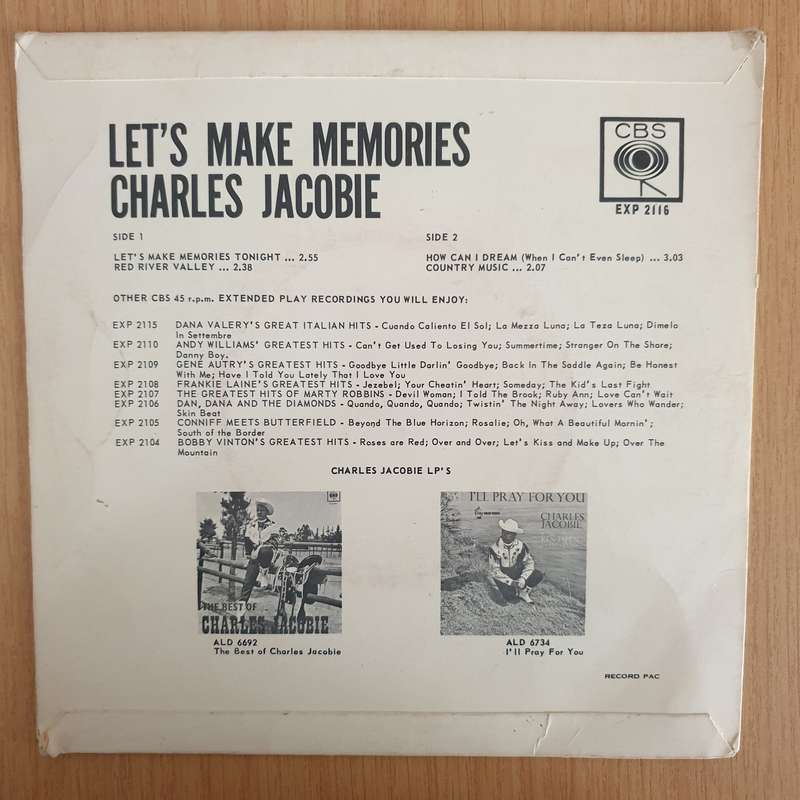 LET'S MAKE MEMORIES
CHARLES JACOBIE
CBS
EXP 2116
SIDE 1
LET'S MAKE MEMORIES TONIGHT ... 2.55
RED RIVER VALLEY ... 2.38
SIDE 2
HOW CAN I DREAM (When I Can't Even Sleep) ... 3.03
COUNTRY MUSIC ... 2.07
OTHER CBS 45 r.p.m. EXTENDED PLAY RECORDINGS YOU WILL ENJOY:
EXP 2115 DANA VALERY'S GREAT ITALIAN HITS - Cuando Caliento El Sol; La Mezza Luna; La Teza Luna; Dimelo
In Settembre
EXP 2110 ANDY WILLIAMS' GREATEST HITS - Can't Get Used To Losing You; Summertime; Stranger On The Shore;
Danny Boy.
EXP 2109 GENE AUTRY'S GREATEST HITS - Goodbye Little Darlin' Goodbye; Back In The Saddle Again; Be Honest
With Me; Have I Told You Lately That I Love You
EXP 2108 FRANKIE LAINE'S GREATEST HITS - Jezebel; Your Cheatin' Heart; Someday; The Kid's Last Fight
EXP 2107 THE GREATEST HITS OF MARTY ROBBINS - Devil Woman; I Told The Brook; Ruby Ann; Love Can't Wait
EXP 2106 DAN, DANA AND THE DIAMONDS - Quando, Quando, Quando; Twistin' The Night Away; Lovers Who Wander;
Skin Beat
EXP 2105 CONNIFF MEETS BUTTERFIELD - Beyond The Blue Horizon; Rosalie; Oh, What A Beautiful Mornin';
South of the Border
EXP 2104 BOBBY VINTON'S GREATEST HITS - Roses are Red; Over and Over; Let's Kiss and Make Up; Over The
Mountain
CHARLES JACOBIE LP'S
THE BEST OF
CHARLES JACOBIE
ALD 6692
The Best of Charles Jacobie
I'LL PRAY FOR YOU
CHARLES
JACOBIE
ALD 6734
I'll Pray For You
RECORD PAC